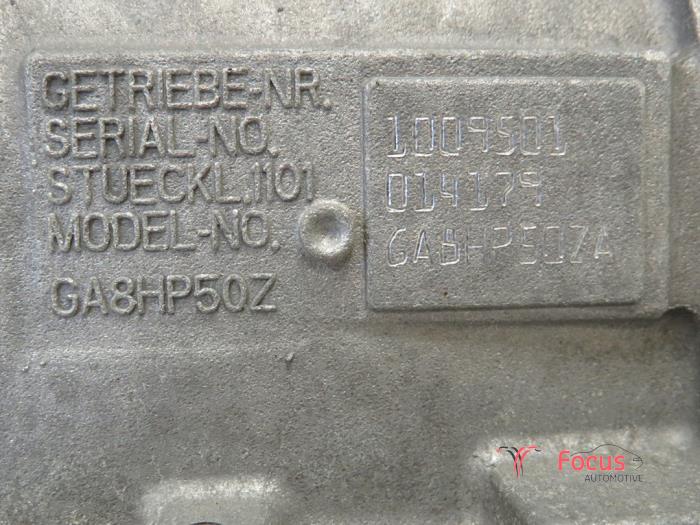 GETRIEBE-NR.
SERIAL-NO.
STUECKL.1101
MODEL-NO.
GA8HP50Z
1009501
014179
GA8HP50ZA
Focus
AUTOMOTIVE